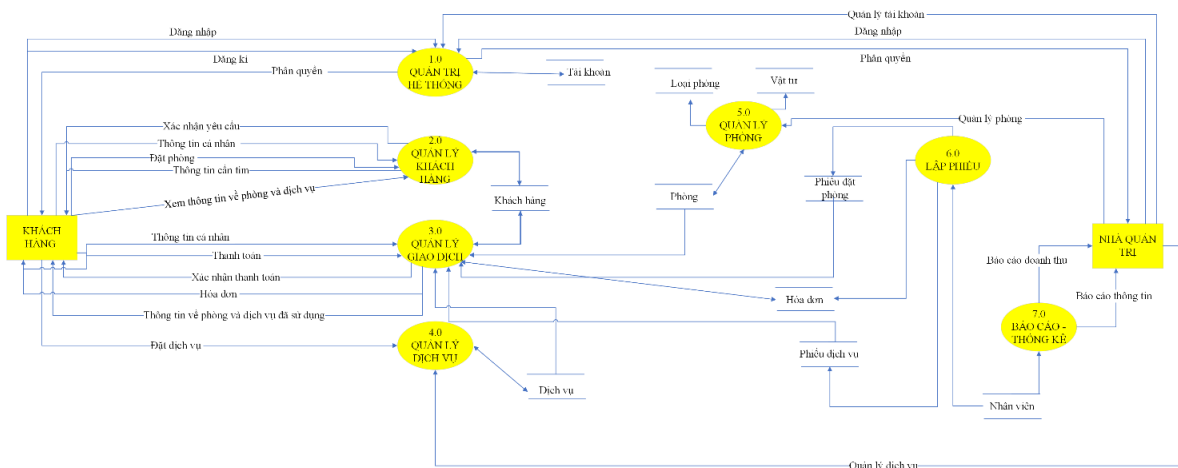 Quản lý tài khoản
Đăng nhập
Đăng nhập
Đăng kí
Phân quyền
Phân quyền
1.0
QUẢN TRỊ
HỆ THỐNG
Tài khoản
Loại phòng
Vật tư
5.0
QUẢN LÝ
PHÒNG
Quản lý phòng
Xác nhận yêu cầu
Thông tin cá nhân
Đặt phòng
Thông tin cần tìm
Xem thông tin về phòng và dịch vụ
2.0
QUẢN LÝ
KHÁCH
HÀNG
6.0
LẬP PHIẾU
Khách hàng
Phòng
Phiếu đặt
phòng
KHÁCH
HÀNG
Thông tin cá nhân
Thanh toán
Xác nhận thanh toán
Hóa đơn
Thông tin về phòng và dịch vụ đã sử dụng
3.0
QUẢN LÝ
GIAO DỊCH
NHÀ QUẢN
TRỊ
Báo cáo doanh thu
Báo cáo thông tin
Hóa đơn
7.0
BÁO CÁO -
THỐNG KÊ
Đặt dịch vụ
4.0
QUẢN LÝ
DỊCH VỤ
Phiếu dịch vụ
Dịch vụ
Nhân viên
Quản lý dịch vụ